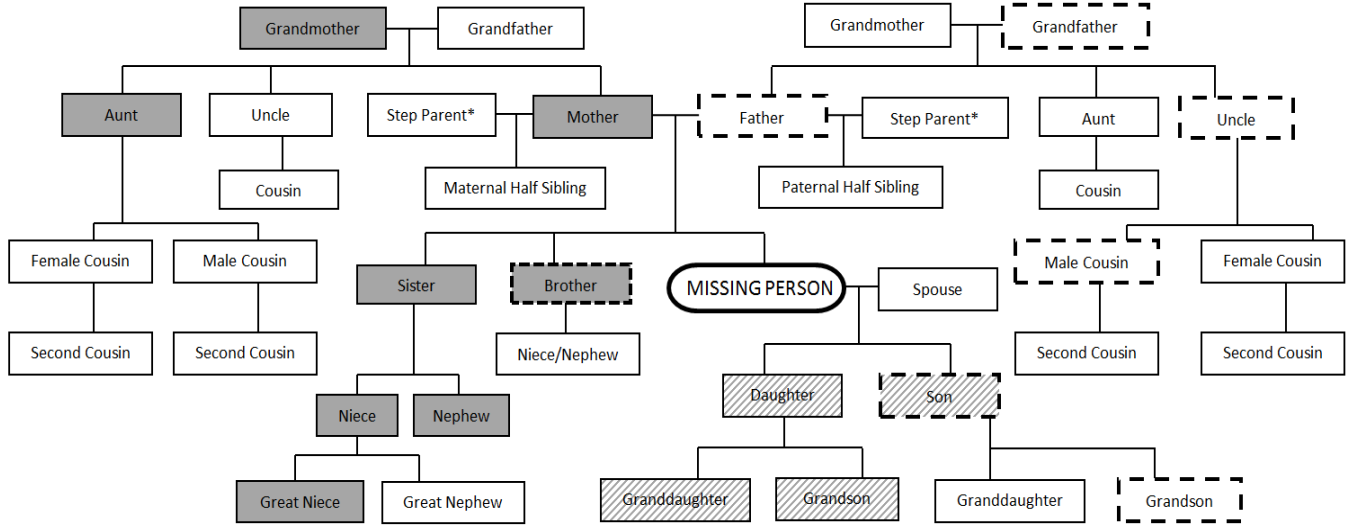 Grandmother
Grandfather
Grandmother
Grandfather
Aunt
Uncle
Step Parent*
Mother
Father
Step Parent*
Aunt
Uncle
Cousin
Maternal Half Sibling
Paternal Half Sibling
Cousin
Female Cousin
Male Cousin
Sister
Brother
MISSING PERSON
Spouse
Male Cousin
Female Cousin
Second Cousin
Second Cousin
Niece/Nephew
Second Cousin
Second Cousin
Daughter
Son
Niece
Nephew
Great Niece
Great Nephew
Granddaughter
Grandson
Granddaughter
Grandson